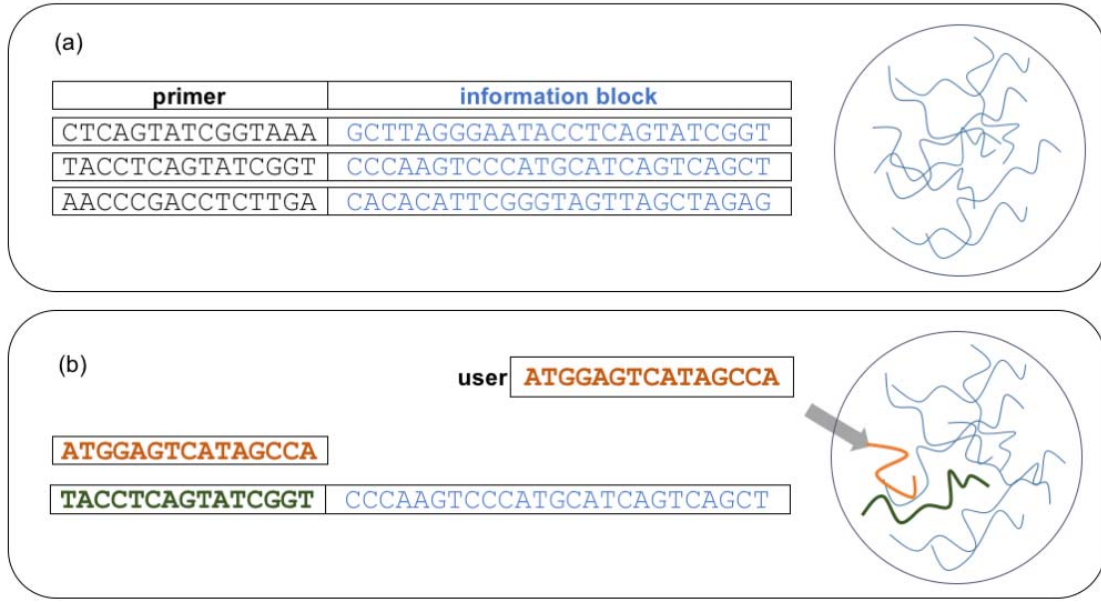 (a)
primer information block
CTCAGTATCGGTAAA GCTTAGGGAATACCTCAGTATCGGT
TACCTCAGTATCGGT CCCAAGTCCCATGCATCAGTCAGCT
AACCCGACCTCTTGA CACACATTCGGGTAGTTAGCTAGAG
(b)
user ATGGAGTCATAGCCA
ATGGAGTCATAGCCA
TACCTCAGTATCGGT CCCAAGTCCCATGCATCAGTCAGCT